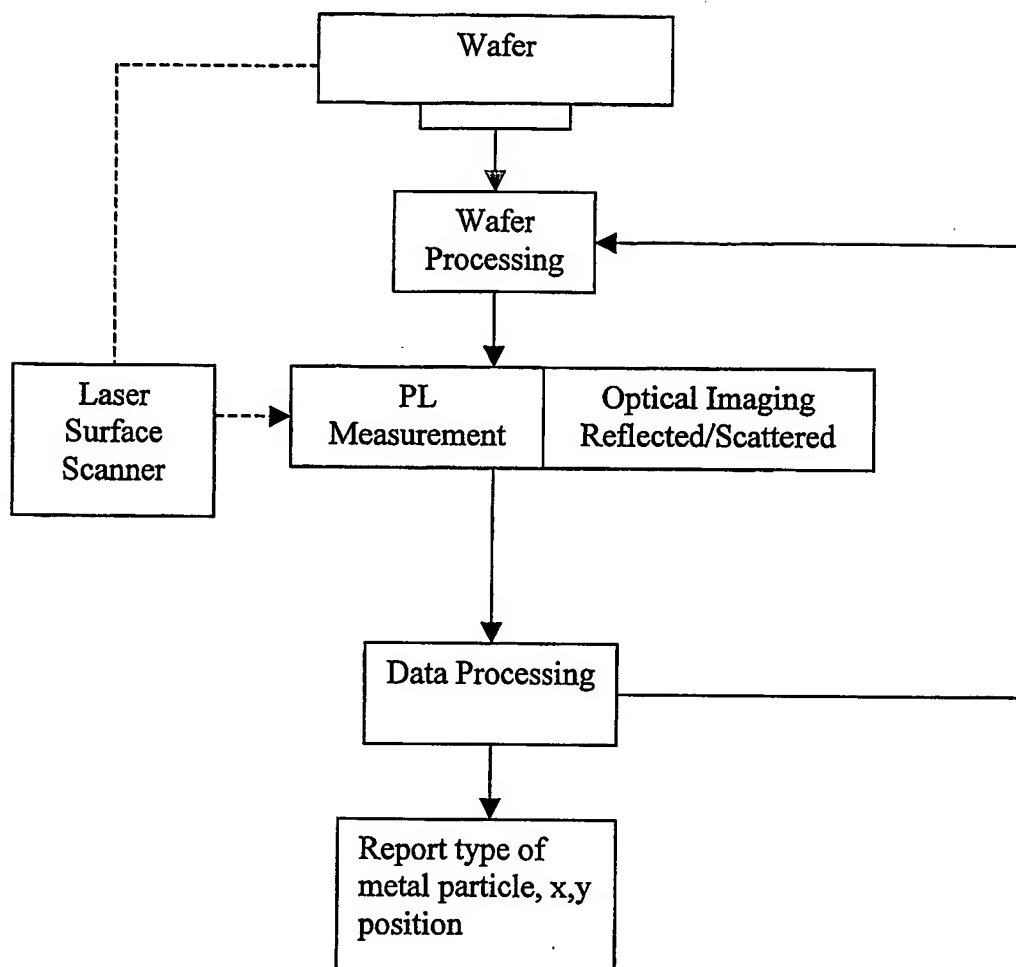 Wafer
Wafer
Processing
Laser
Surface
Scanner
PL
Measurement
Optical Imaging
Reflected/Scattered
Data Processing
Report type of
metal particle, x,y
position